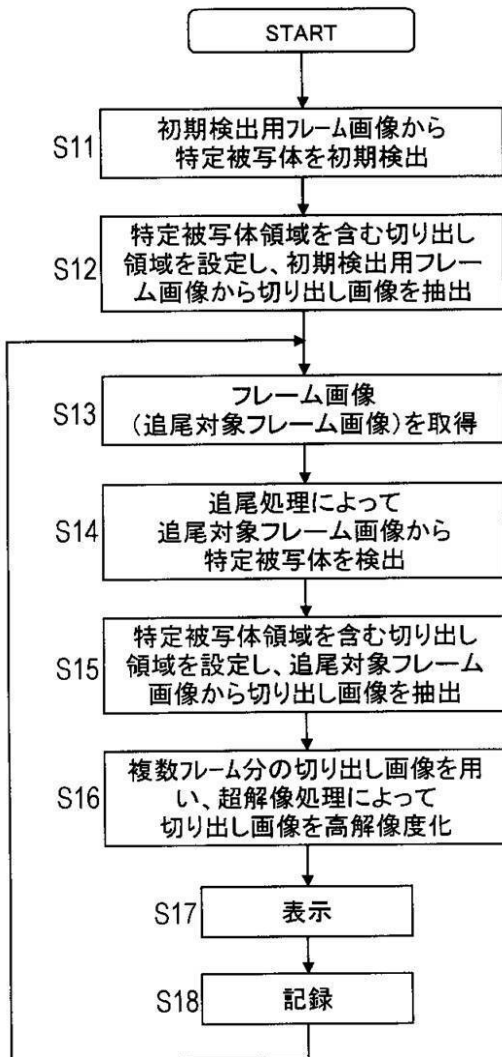 START
S11
初期検出用フレーム画像から
特定被写体を初期検出
S12
特定被写体領域を含む切り出し
領域を設定し、初期検出用フレー
ム画像から切り出し画像を抽出
S13
フレーム画像
(追尾対象フレーム画像)を取得
S14
追尾処理によって
追尾対象フレーム画像から
特定被写体を検出
S15
特定被写体領域を含む切り出し
領域を設定し、追尾対象フレーム
画像から切り出し画像を抽出
S16
複数フレーム分の切り出し画像を用
い、超解像処理によって
切り出し画像を高解像度化
S17
表示
S18
記録